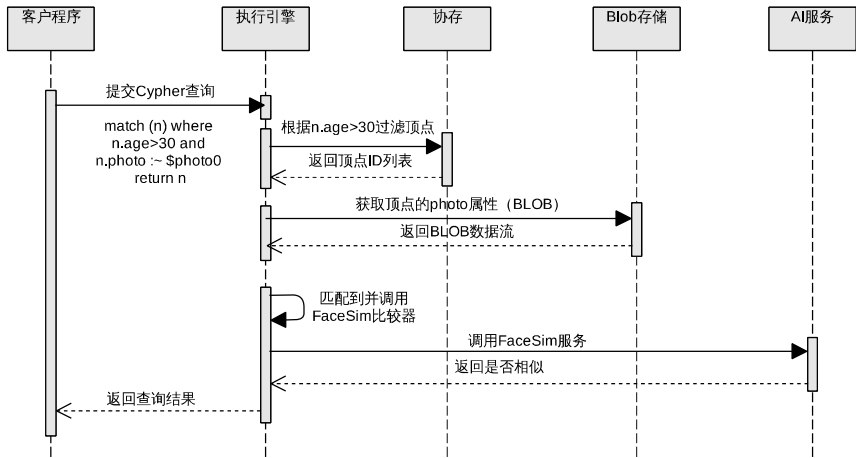 客户程序
执行引擎
协存
Blob存储
AI服务
提交Cypher查询
match (n) where
n.age>30 and
n.photo :~ $photo0
return n
根据n.age>30过滤顶点
返回顶点ID列表
获取顶点的photo属性（BLOB）
返回BLOB数据流
匹配到并调用
FaceSim比较器
调用FaceSim服务
返回是否相似
返回查询结果